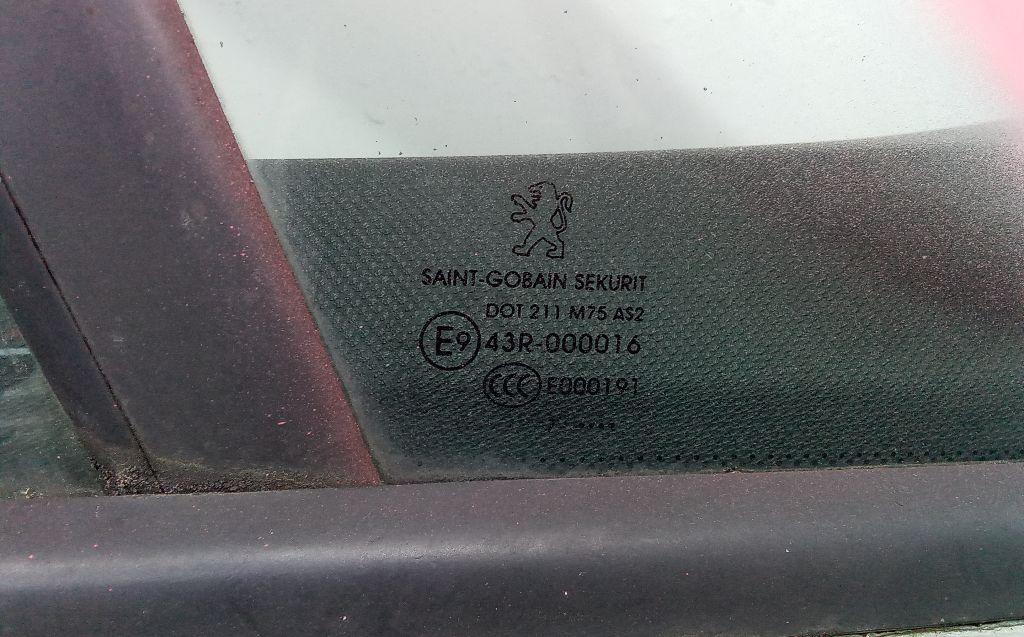 SAINT-GOBAIN SEKURIT
DOT 211 M75 AS2
E9 43R-000016
CCC E000191